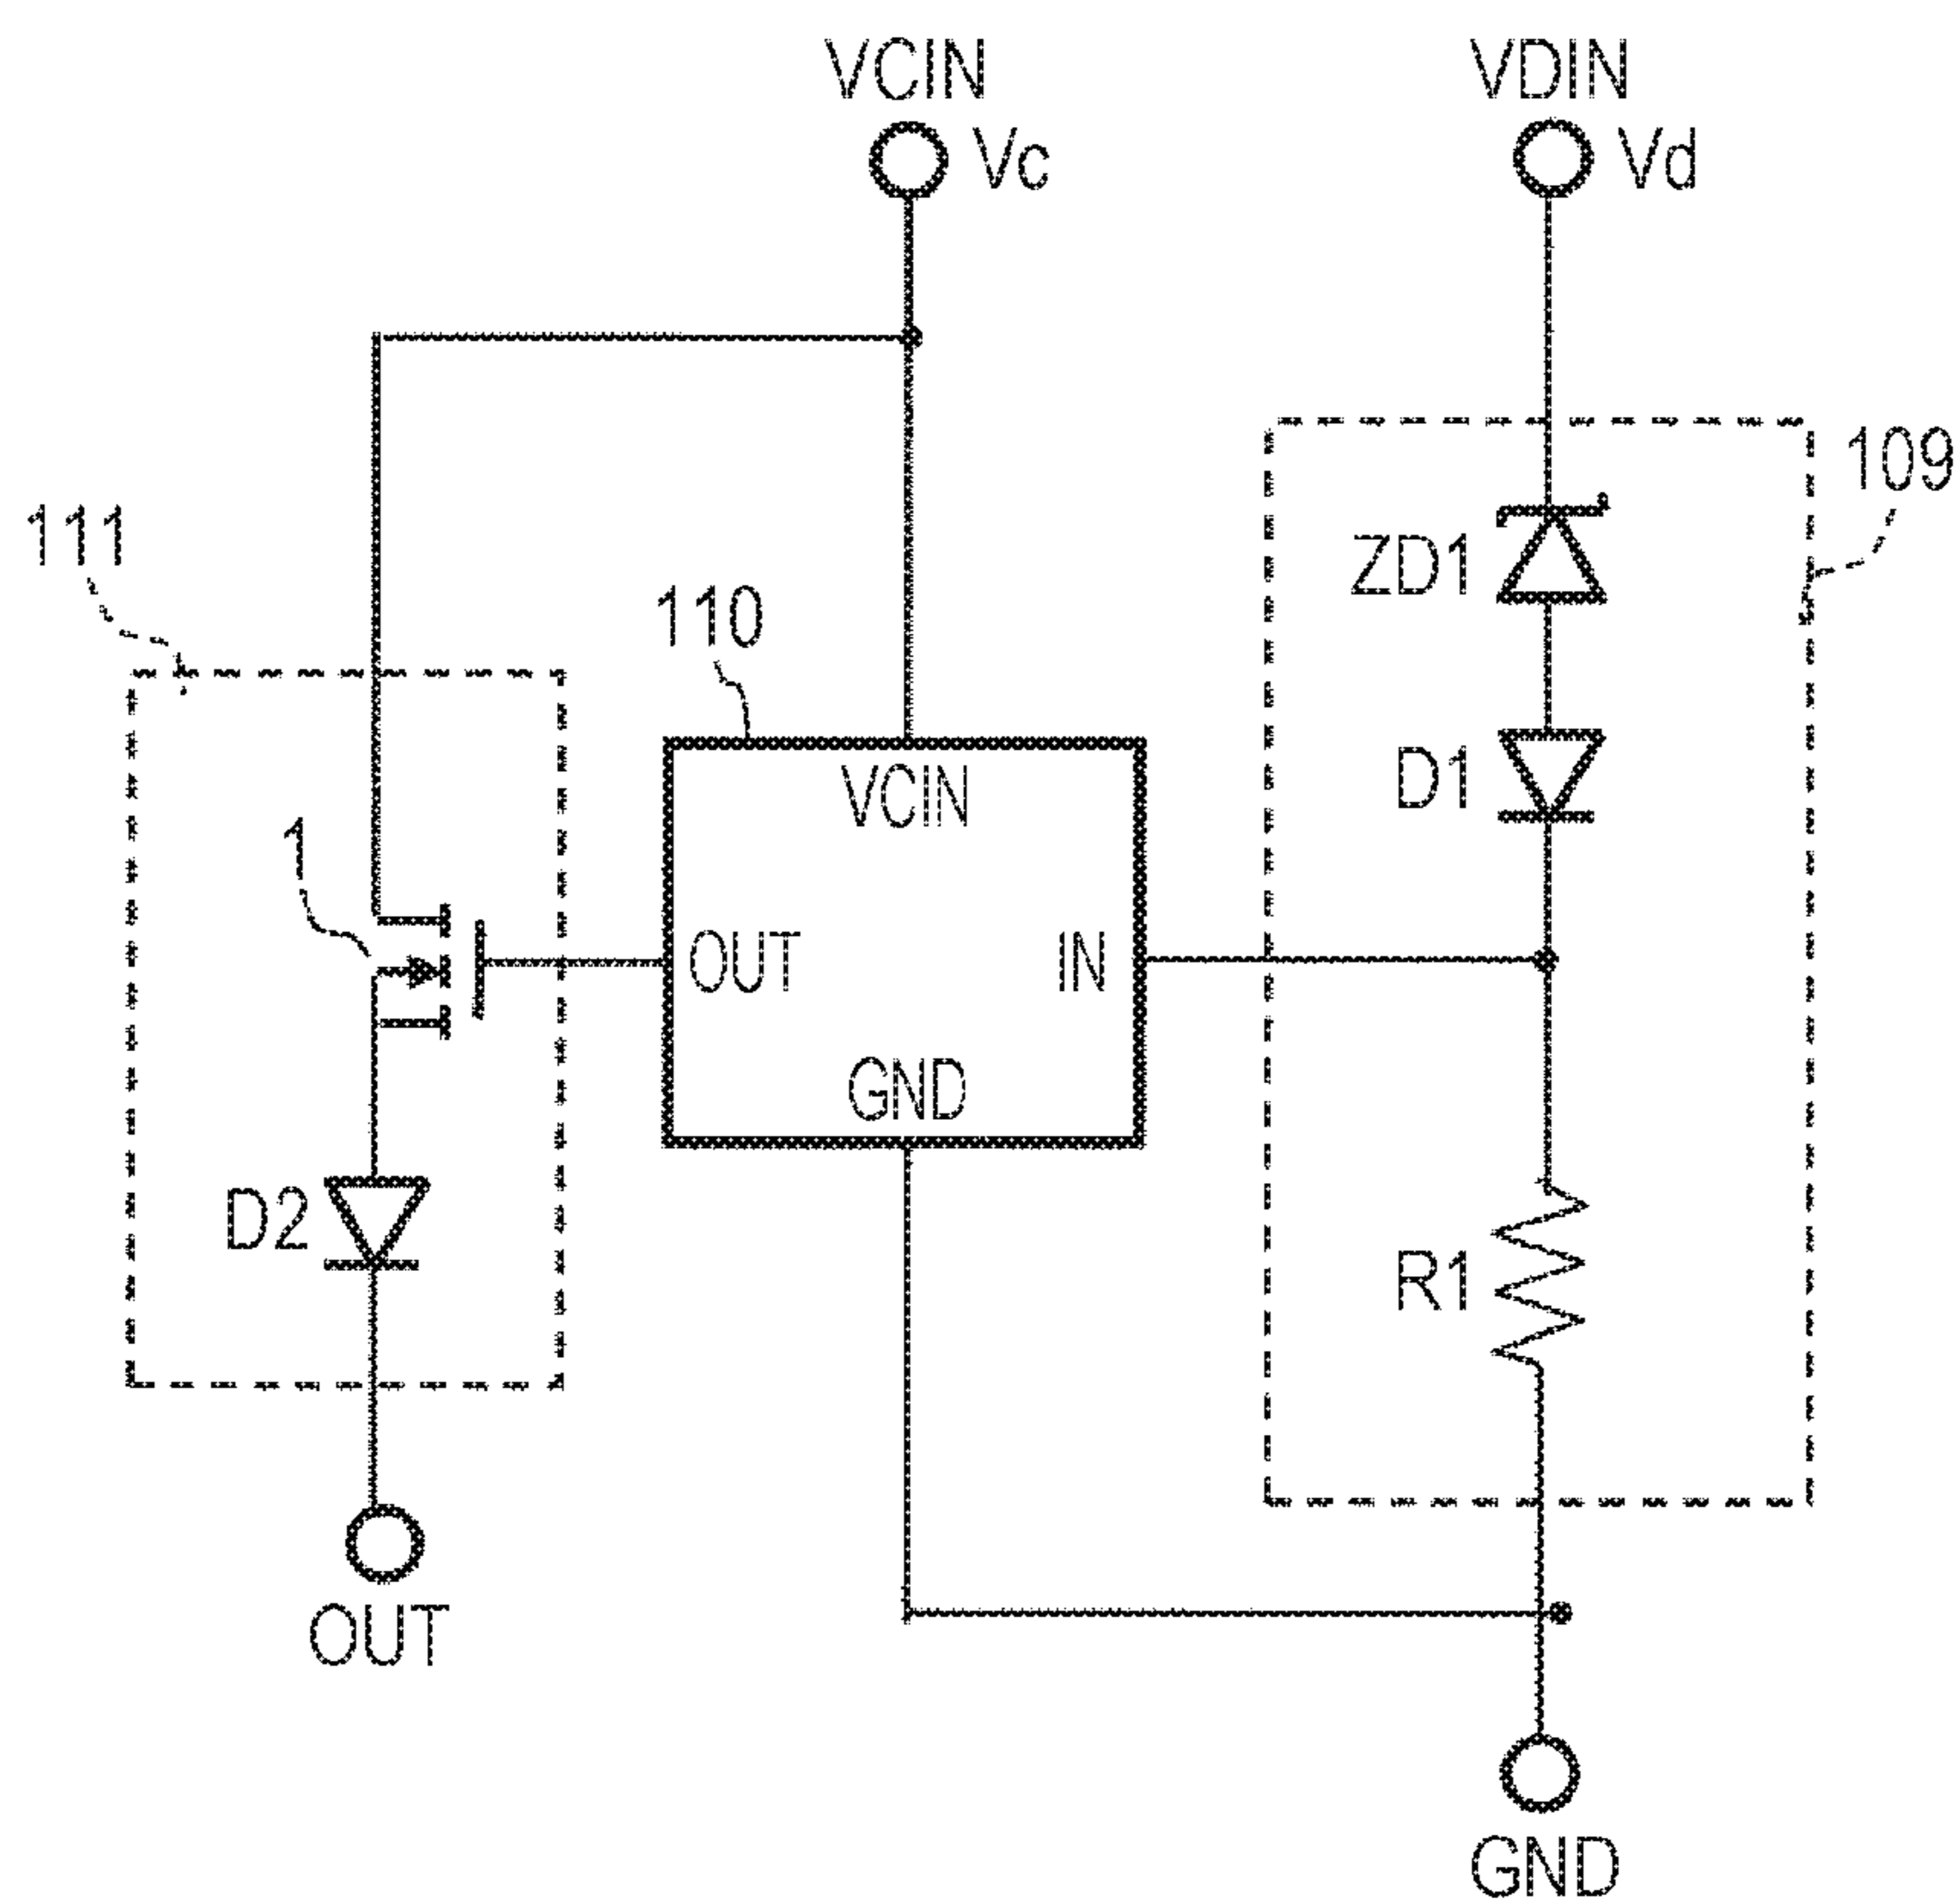 VCIN
Vc
VDIN
Vd
109
111
ZD1
110
D1
VCIN
1
OUT
IN
GND
D2
R1
OUT
GND